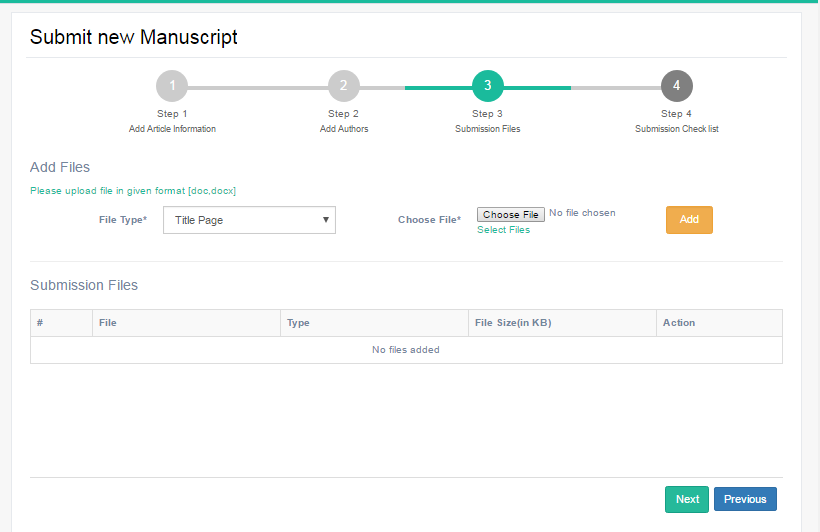 Submit new Manuscript
1 2 3 4
Step 1 Step 2 Step 3 Step 4
Add Article Information Add Authors Submission Files Submission Check list
Add Files
Please upload file in given format [doc,docx]
File Type* Title Page Choose File* Choose File No file chosen Add
Select Files
Submission Files
# File Type File Size(in KB) Action
No files added
Next Previous